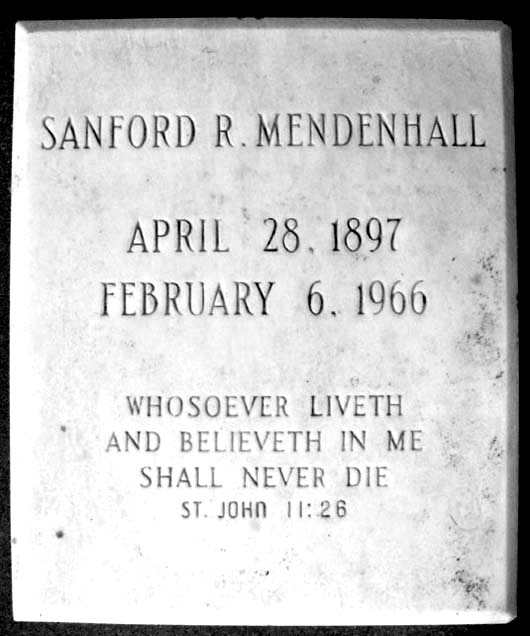 SANFORD R. MENDENHALL
APRIL 28, 1897
FEBRUARY 6, 1966
WHOSOEVER LIVETH
AND BELIEVETH IN ME
SHALL NEVER DIE
ST. JOHN 11:26